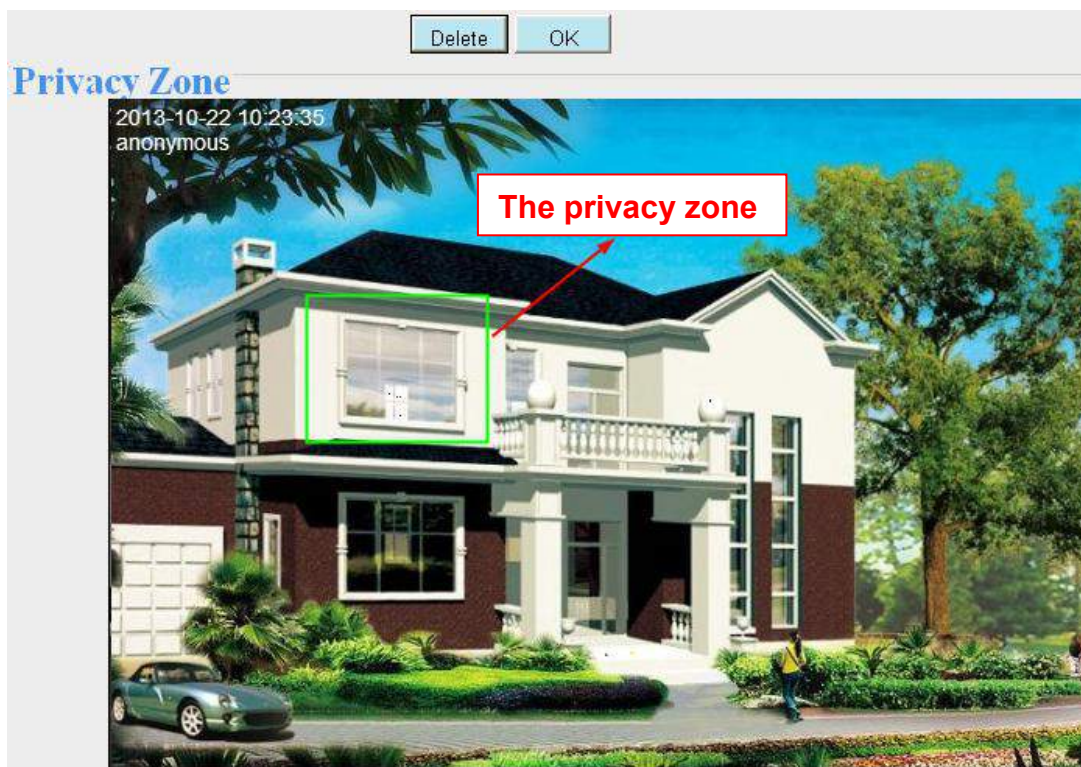 Delete OK
Privacy Zone
2013-10-22 10:23:35
anonymous
The privacy zone